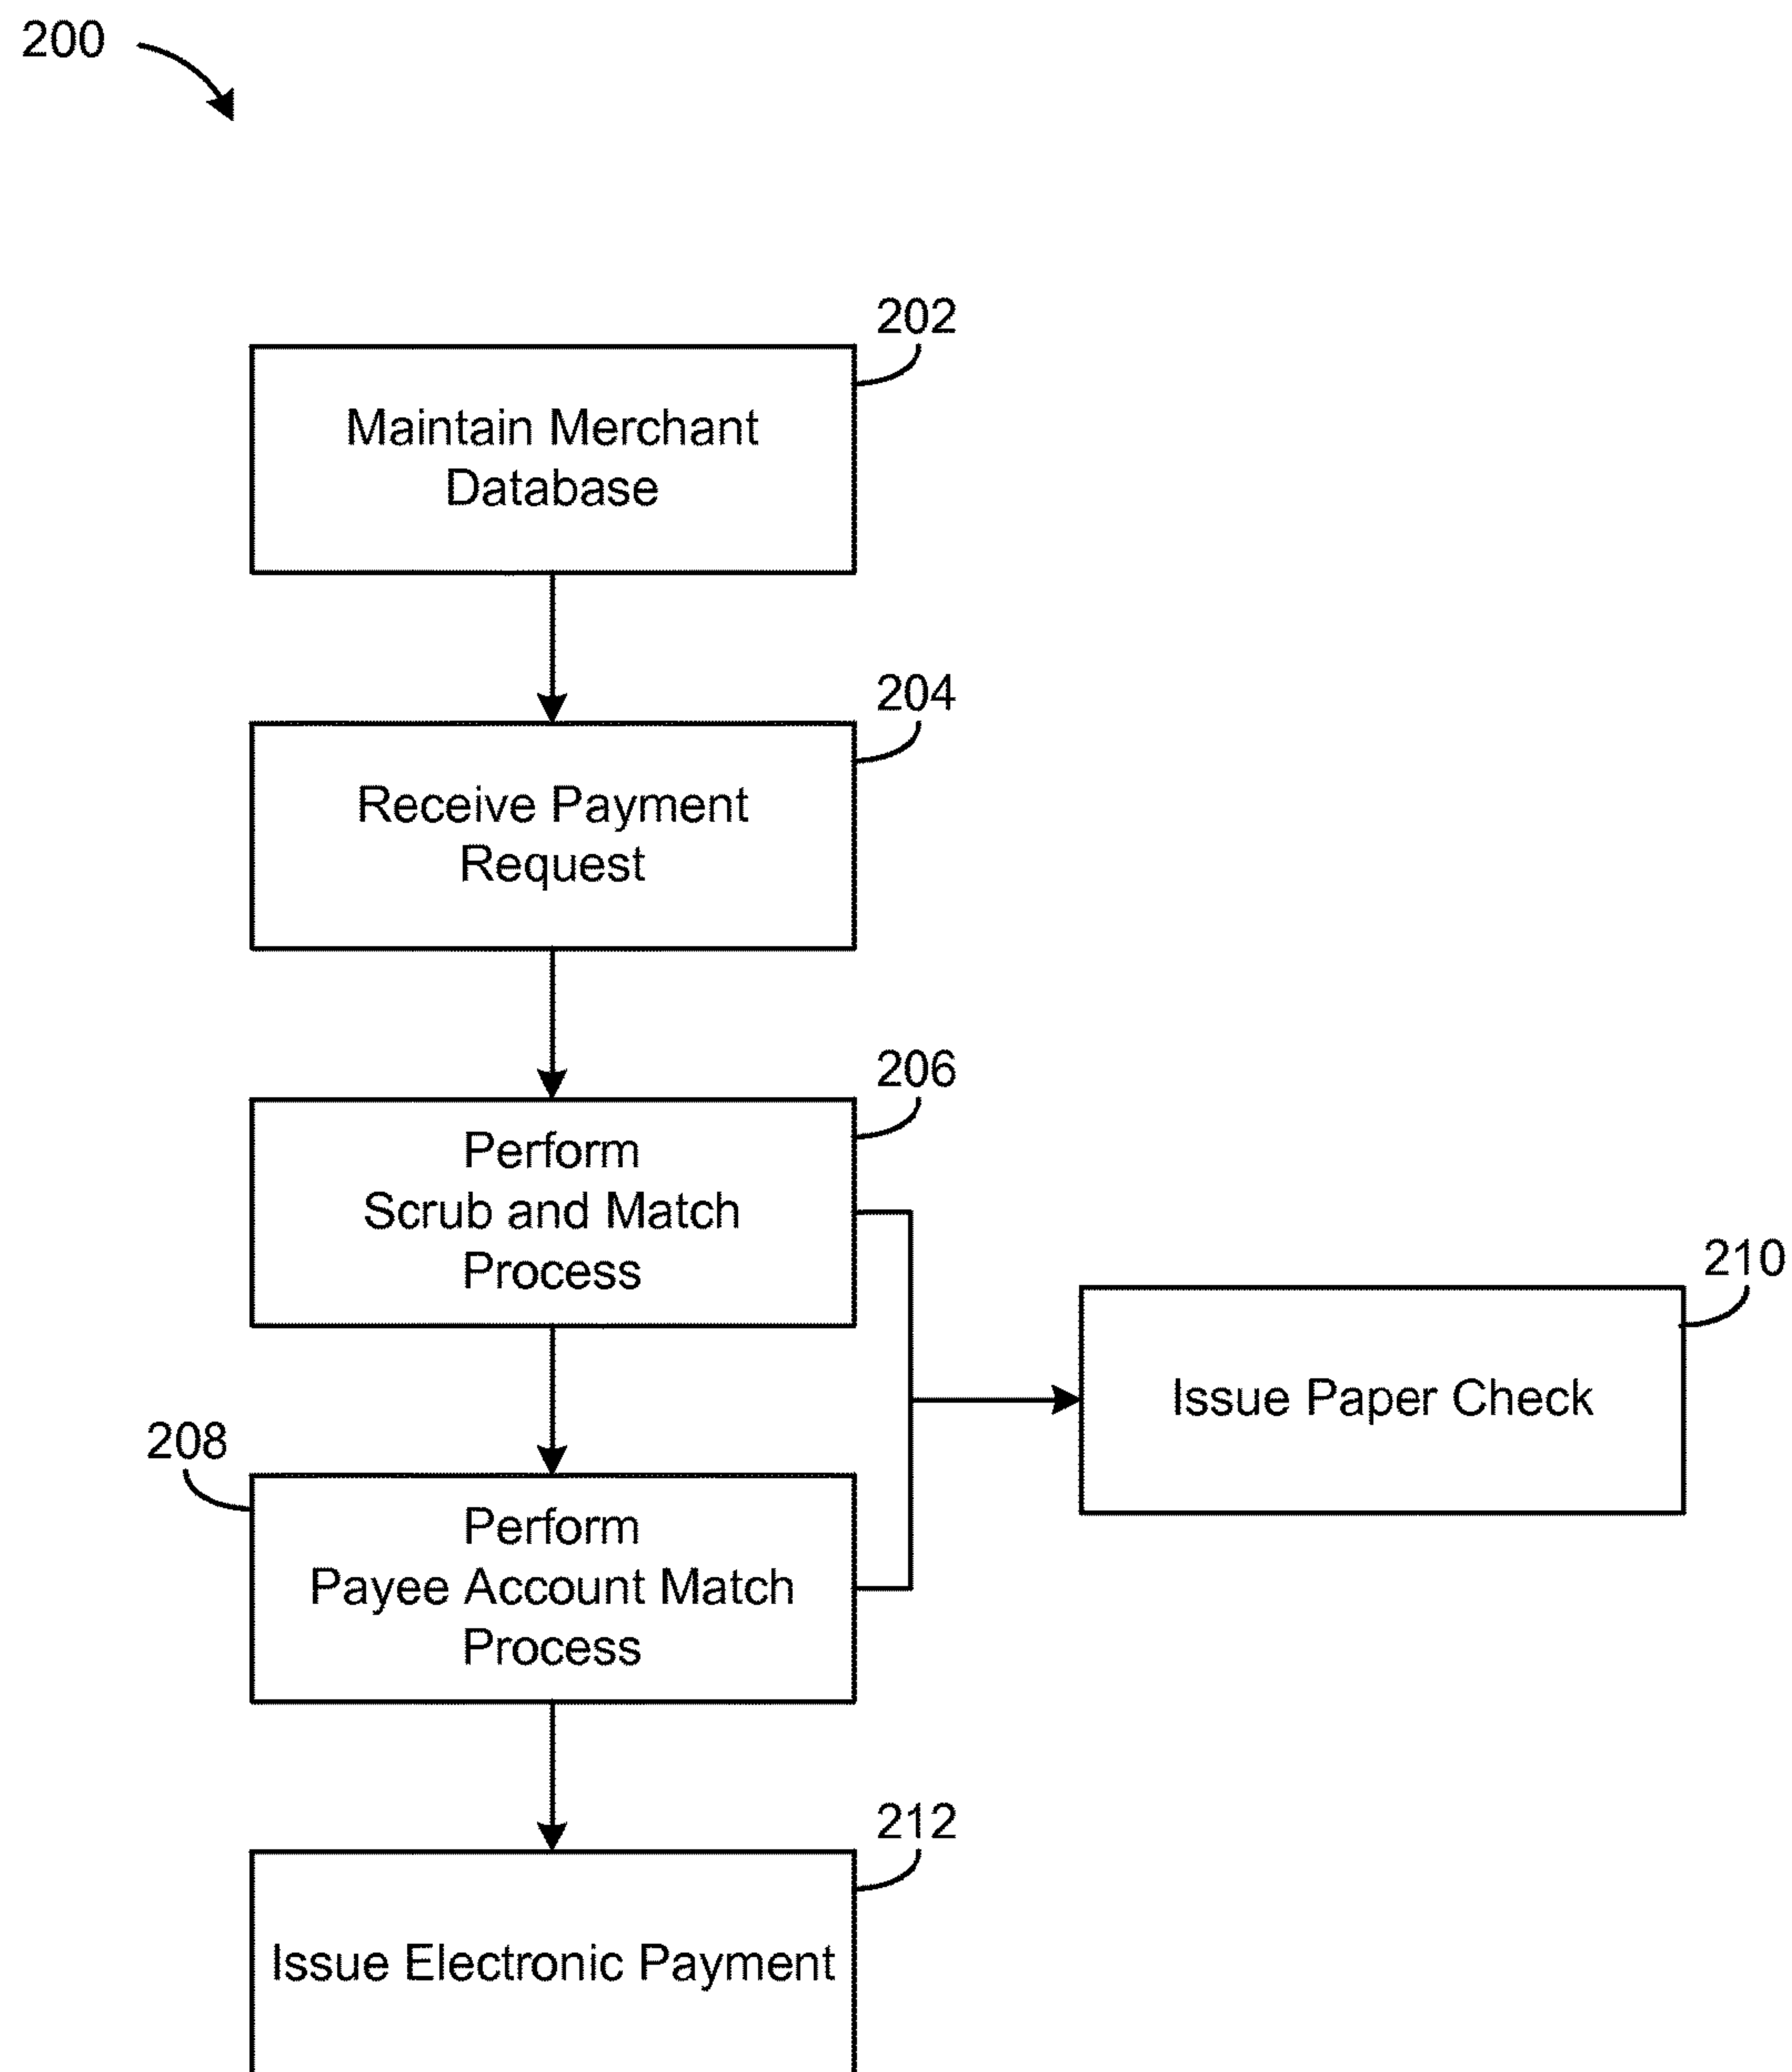 200
202
Maintain Merchant
Database
204
Receive Payment
Request
206
Perform
Scrub and Match
Process
210
Issue Paper Check
208
Perform
Payee Account Match
Process
212
Issue Electronic Payment